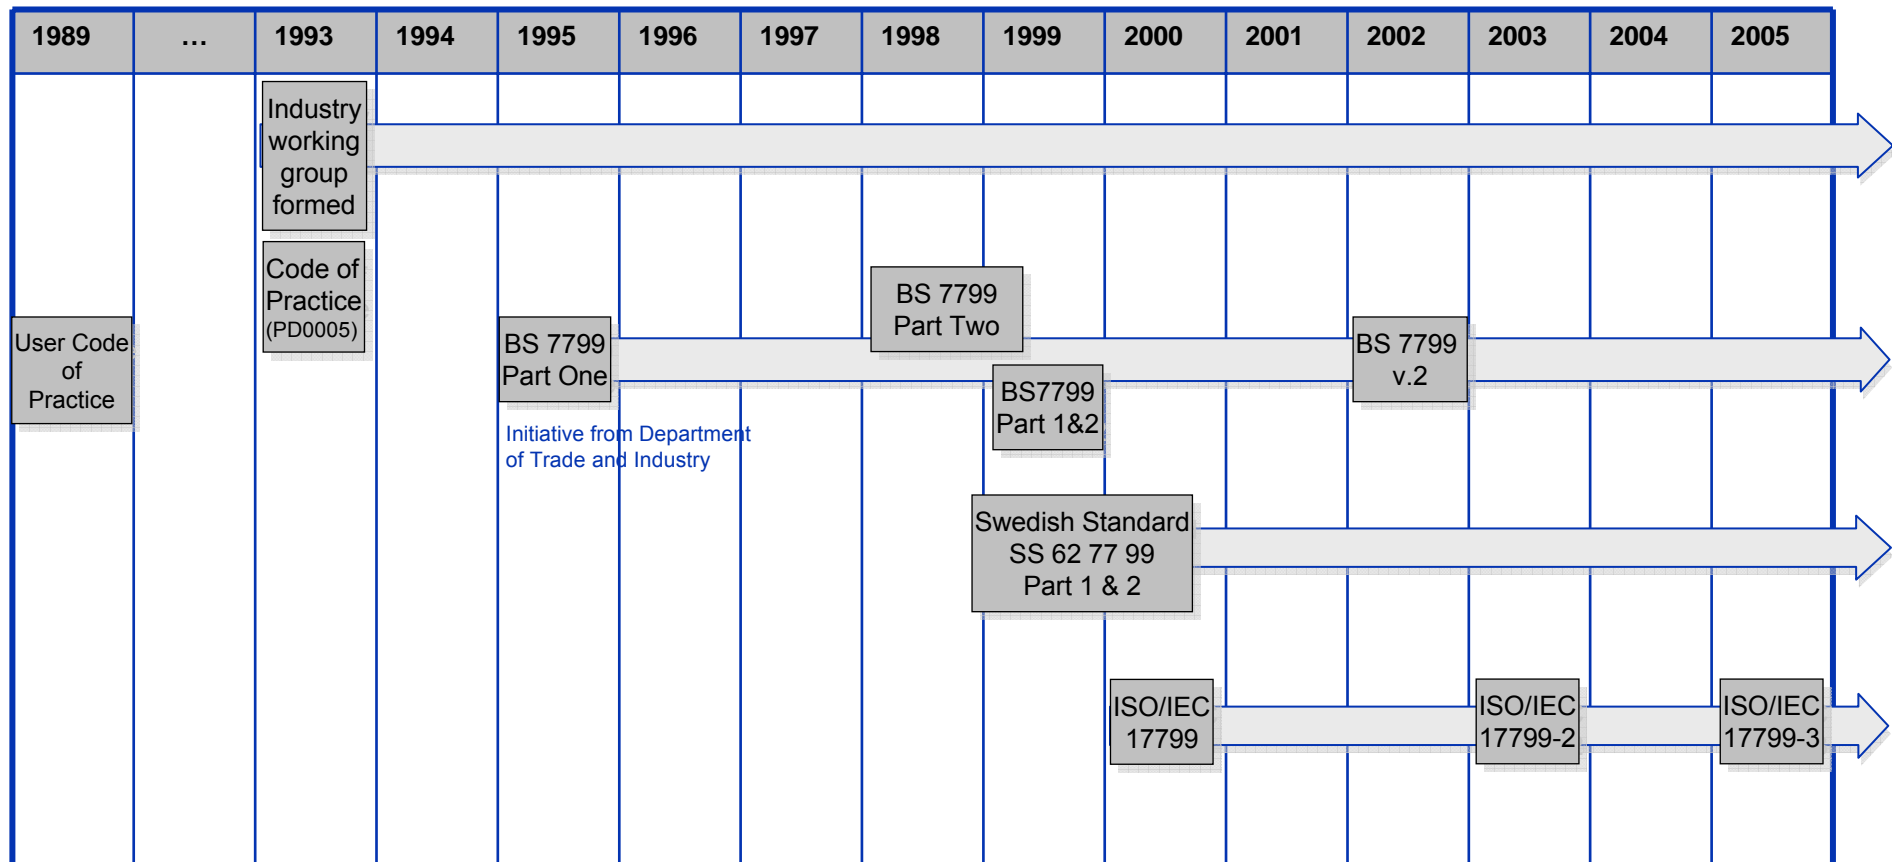 1989 ... 1993 1994 1995 1996 1997 1998 1999 2000 2001 2002 2003 2004 2005
Industry
working
group
formed
Code of
Practice
(PD0005)
User Code
of
Practice
BS 7799
Part One
Initiative from Department
of Trade and Industry
BS 7799
Part Two
BS7799
Part 1&2
BS 7799
v.2
Swedish Standard
SS 62 77 99
Part 1 & 2
ISO/IEC
17799
ISO/IEC
17799-2
ISO/IEC
17799-3